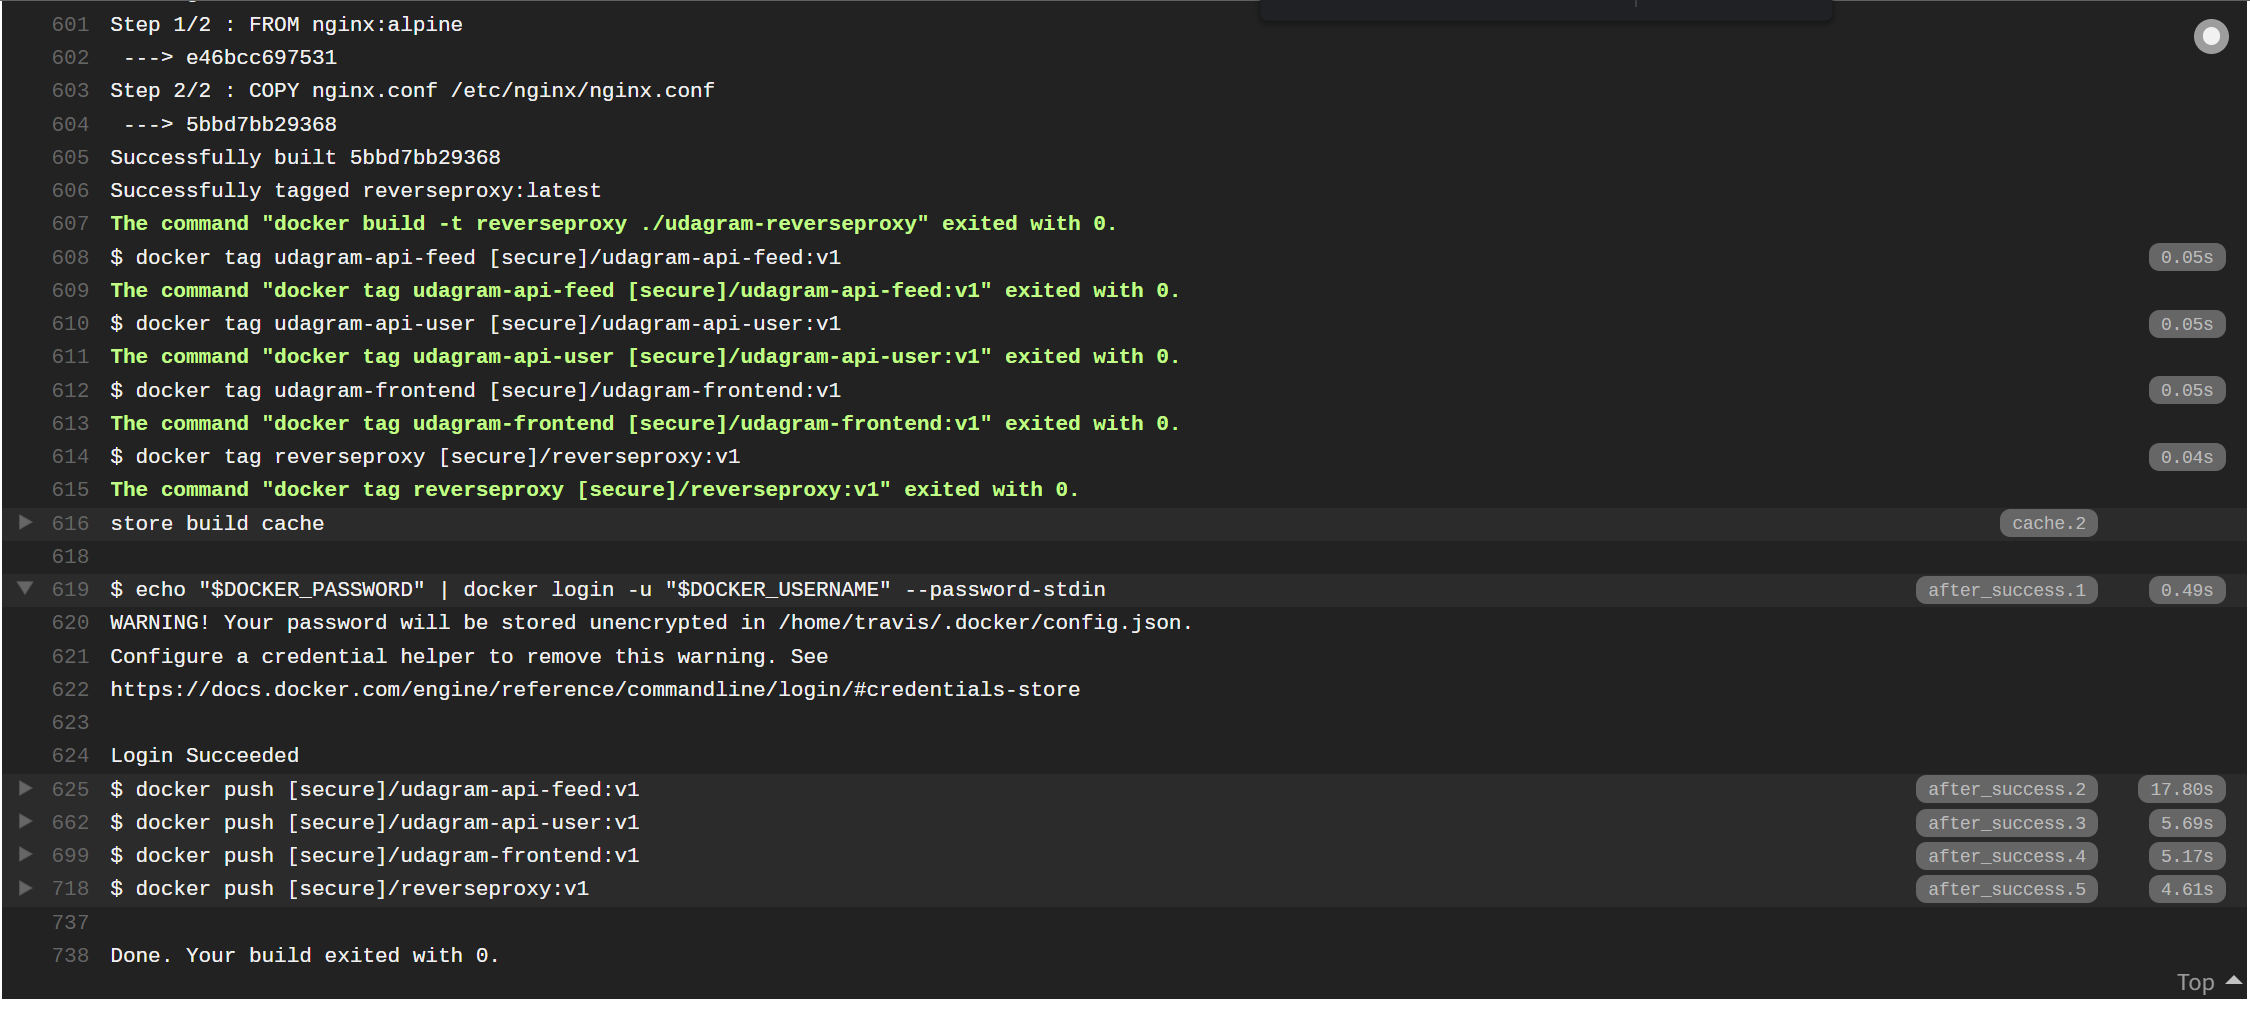 601 Step 1/2 : FROM nginx:alpine
602  ---> e46bcc697531
603 Step 2/2 : COPY nginx.conf /etc/nginx/nginx.conf
604  ---> 5bbd7bb29368
605 Successfully built 5bbd7bb29368
606 Successfully tagged reverseproxy:latest
607 The command "docker build -t reverseproxy ./udagram-reverseproxy" exited with 0.
608 $ docker tag udagram-api-feed [secure]/udagram-api-feed:v1 0.05s
609 The command "docker tag udagram-api-feed [secure]/udagram-api-feed:v1" exited with 0.
610 $ docker tag udagram-api-user [secure]/udagram-api-user:v1 0.05s
611 The command "docker tag udagram-api-user [secure]/udagram-api-user:v1" exited with 0.
612 $ docker tag udagram-frontend [secure]/udagram-frontend:v1 0.05s
613 The command "docker tag udagram-frontend [secure]/udagram-frontend:v1" exited with 0.
614 $ docker tag reverseproxy [secure]/reverseproxy:v1 0.04s
615 The command "docker tag reverseproxy [secure]/reverseproxy:v1" exited with 0.
616 store build cache cache.2
618
619 $ echo "$DOCKER_PASSWORD" | docker login -u "$DOCKER_USERNAME" --password-stdin after_success.1 0.49s
620 WARNING! Your password will be stored unencrypted in /home/travis/.docker/config.json.
621 Configure a credential helper to remove this warning. See
622 https://docs.docker.com/engine/reference/commandline/login/#credentials-store
623
624 Login Succeeded
625 $ docker push [secure]/udagram-api-feed:v1 after_success.2 17.80s
662 $ docker push [secure]/udagram-api-user:v1 after_success.3 5.69s
699 $ docker push [secure]/udagram-frontend:v1 after_success.4 5.17s
718 $ docker push [secure]/reverseproxy:v1 after_success.5 4.61s
737
738 Done. Your build exited with 0.
Top